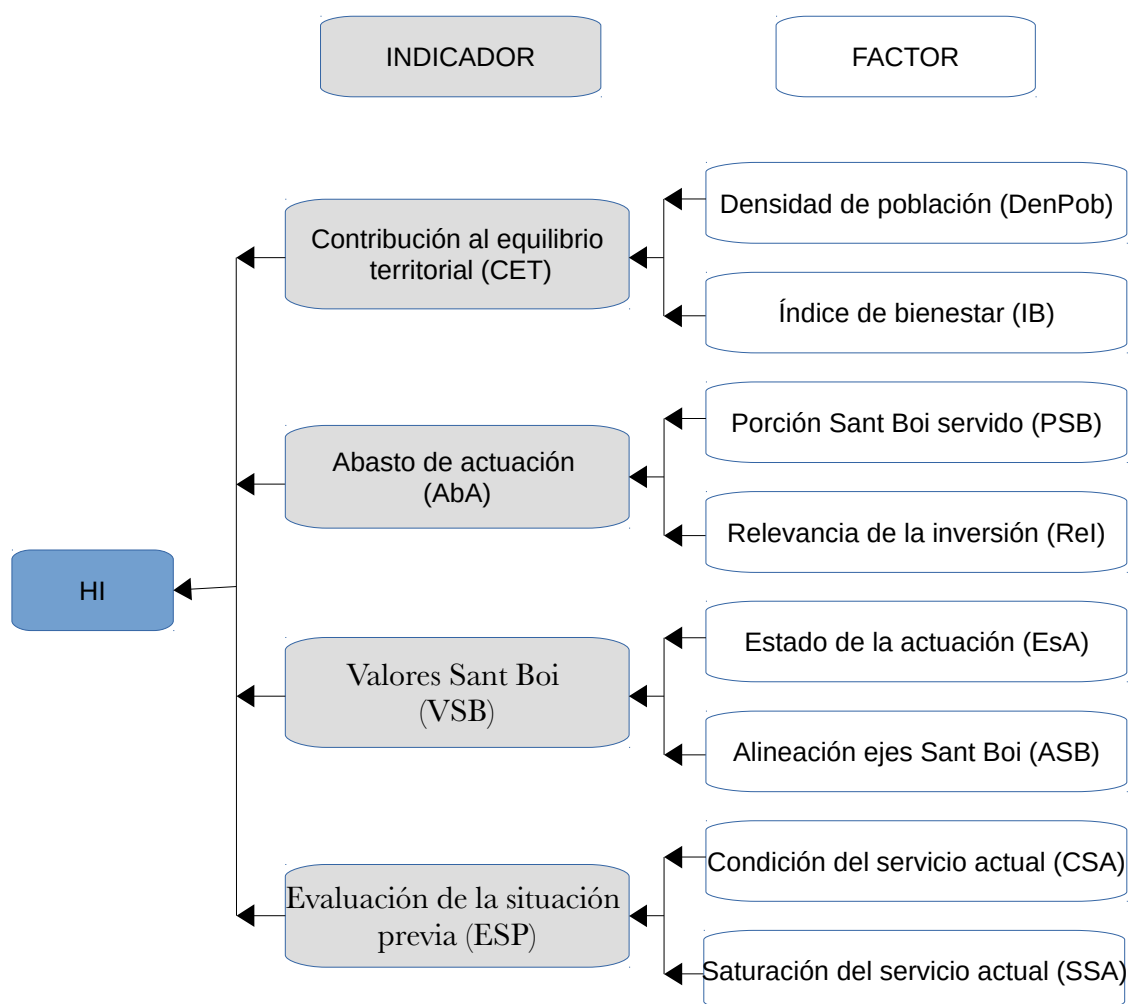 INDICADOR
FACTOR
Densidad de población (DenPob)
Contribución al equilibrio
territorial (CET)
Índice de bienestar (IB)
Porción Sant Boi servido (PSB)
Abasto de actuación
(AbA)
Relevancia de la inversión (ReI)
HI
Estado de la actuación (EsA)
Valores Sant Boi
(VSB)
Alineación ejes Sant Boi (ASB)
Condición del servicio actual (CSA)
Evaluación de la situación
previa (ESP)
Saturación del servicio actual (SSA)